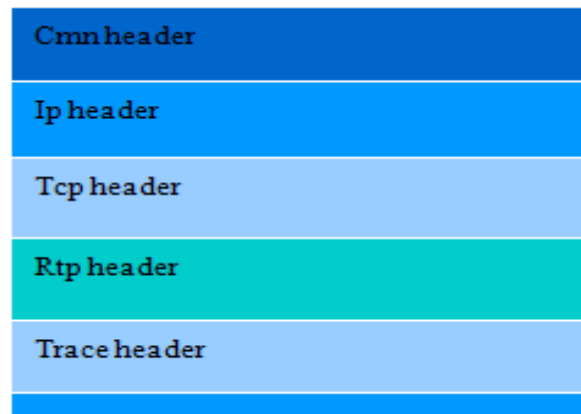 Cmn header
Ip header
Tcp header
Rtp header
Trace header